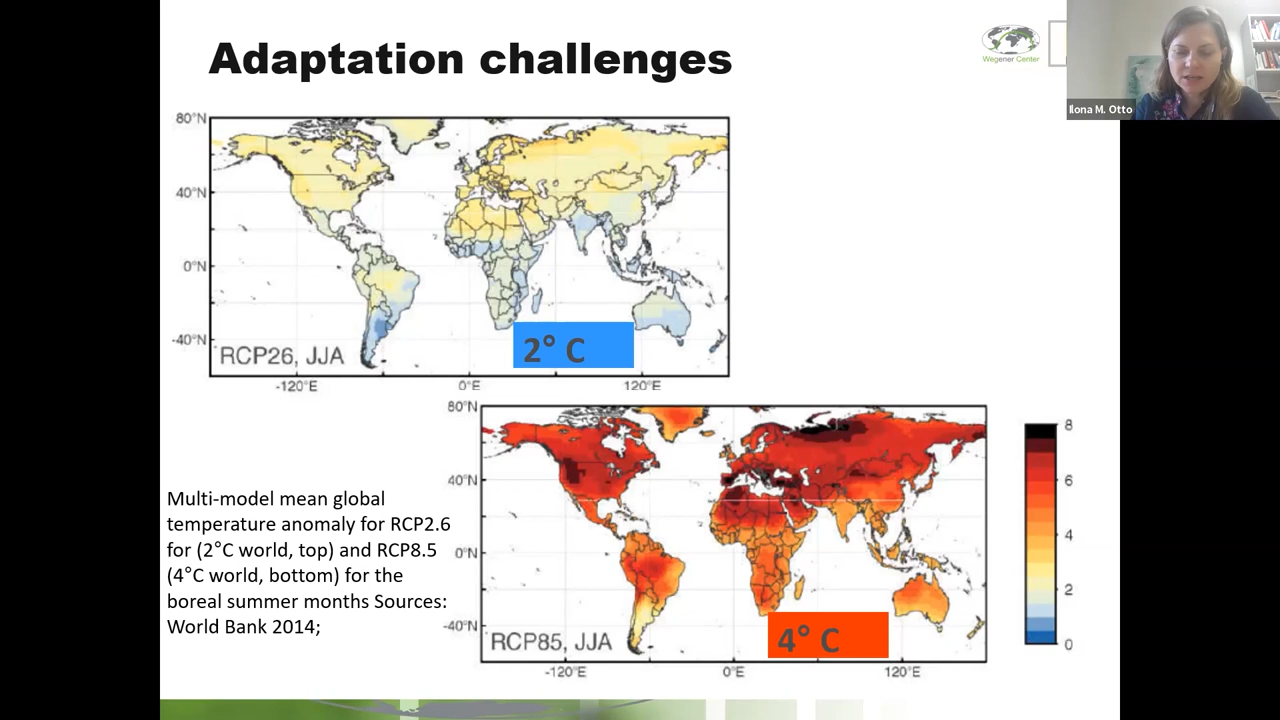 Adaptation challenges
Wegener Center
Ilona M. Otto
80°N
40°N
0°N
-40°N
RCP26, JJA
2° C
-120°E
0°E
120°E
80°N
40°N
0°N
-40°N
RCP85, JJA
4° C
-120°E
0°E
120°E
8
6
4
2
0
Multi-model mean global
temperature anomaly for RCP2.6
for (2°C world, top) and RCP8.5
(4°C world, bottom) for the
boreal summer months Sources:
World Bank 2014;